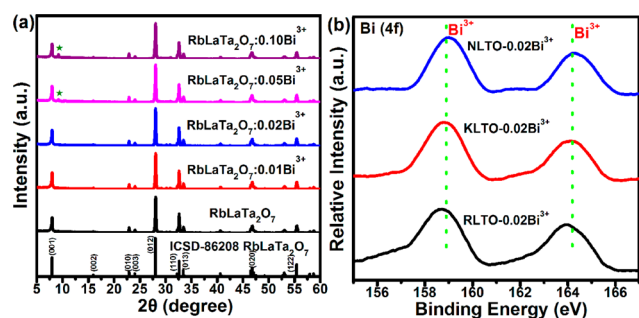 (a)
RbLaTa₂O₇:0.10Bi³⁺
RbLaTa₂O₇:0.05Bi³⁺
RbLaTa₂O₇:0.02Bi³⁺
RbLaTa₂O₇:0.01Bi³⁺
RbLaTa₂O₇
ICSD-86208 RbLaTa₂O₇
(001)
(002)
(010)
(003)
(012)
(110)
(013)
(020)
(122)
5 10 15 20 25 30 35 40 45 50 55 60
2θ (degree)
Intensity (a.u.)
(b)
Bi (4f)
Bi³⁺
Bi³⁺
NLTO-0.02Bi³⁺
KLTO-0.02Bi³⁺
RLTO-0.02Bi³⁺
156 158 160 162 164 166
Binding Energy (eV)
Relative Intensity (a.u.)